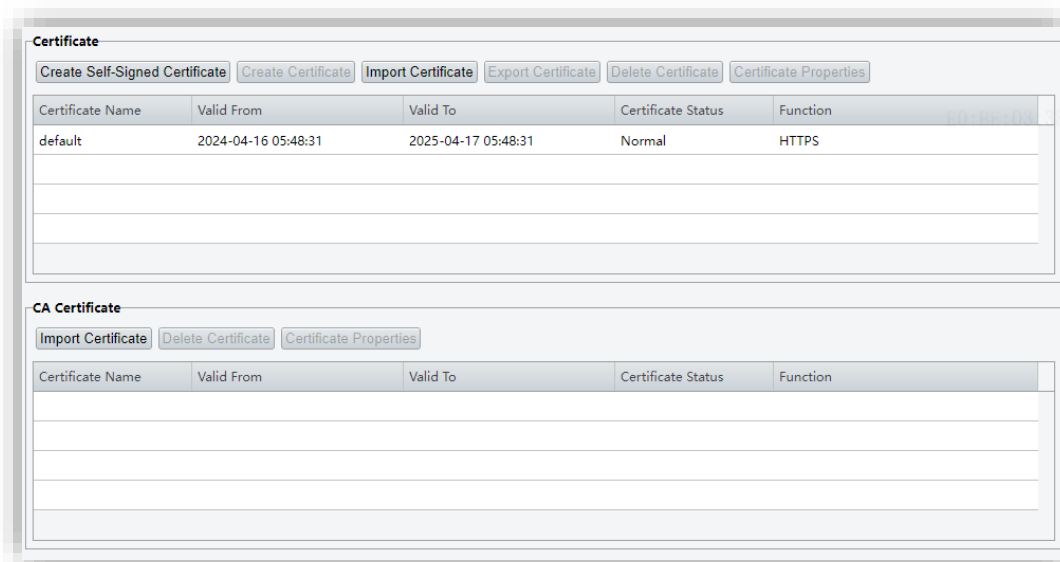 Certificate
Create Self-Signed Certificate Create Certificate Import Certificate Export Certificate Delete Certificate Certificate Properties
Certificate Name Valid From Valid To Certificate Status Function
default 2024-04-16 05:48:31 2025-04-17 05:48:31 Normal HTTPS
CA Certificate
Import Certificate Delete Certificate Certificate Properties
Certificate Name Valid From Valid To Certificate Status Function